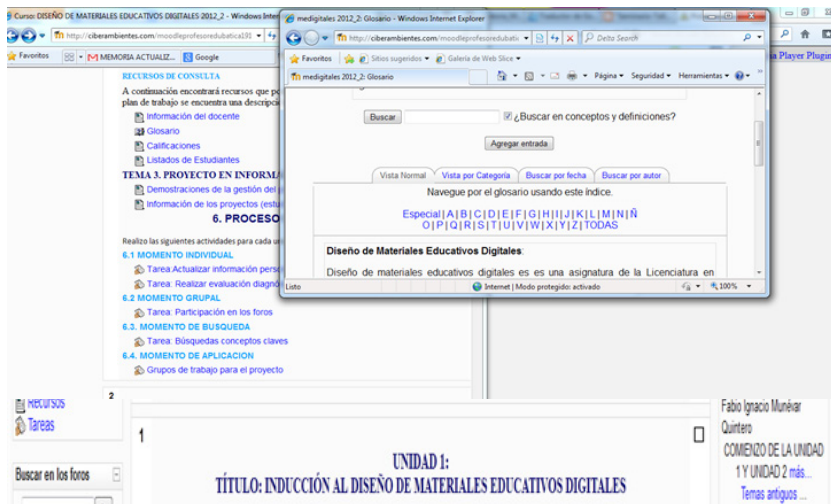 Curso: DISEÑO DE MATERIALES EDUCATIVOS DIGITALES 2012_2 - Windows Inter
http://ciberambientes.com/moodleprofesoredubatica191
Favoritos
MEMORIA ACTUALIZ...
Google
RECURSOS DE CONSULTA
A continuación encontrará recursos que
plan de trabajo se encuentra una
Información del docente
Glosario
Calificaciones
Listados de Estudiantes
TEMA 3. PROYECTO EN
Demostraciones de la gestión del
Información de los proyectos
6. PROCESO
Realizo las siguientes actividades para cada
6.1 MOMENTO INDIVIDUAL
Tarea:Actualizar información
Tarea: Realizar evaluación
6.2 MOMENTO GRUPAL
Tarea: Participación en los foros
6.3. MOMENTO DE BUSQUEDA
Tarea: Búsquedas conceptos claves
6.4. MOMENTO DE APLICACION
Grupos de trabajo para el proyecto
2
medigitales 2012_2: Glosario - Windows Internet Explorer
http://ciberambientes.com/moodleprofesoredubatic
Delta Search
Favoritos
Sitios sugeridos
Galería de Web Slice
medigitales 2012_2: Glosario
Página
Seguridad
Herramientas
Buscar
¿Buscar en conceptos y definiciones?
Agregar entrada
Vista Normal
Vista por Categoría
Buscar por fecha
Buscar por autor
Navegue por el glosario usando este índice.
Especial | A | B | C | D | E | F | G | H | I | J | K | L | M | N | Ñ
O | P | Q | R | S | T | U | V | W | X | Y | Z | TODAS
Diseño de Materiales Educativos Digitales:
Diseño de materiales educativos digitales es es una asignatura de la Licenciatura en
Listo
Internet | Modo protegido: activado
100%
Player Plugin
Recursos
Tareas
Buscar en los foros
1
UNIDAD 1:
TÍTULO: INDUCCIÓN AL DISEÑO DE MATERIALES EDUCATIVOS DIGITALES
Fabio Ignacio Munévar
Quintero
COMIENZO DE LA UNIDAD
1 Y UNIDAD 2 más...
Temas antiguos ...